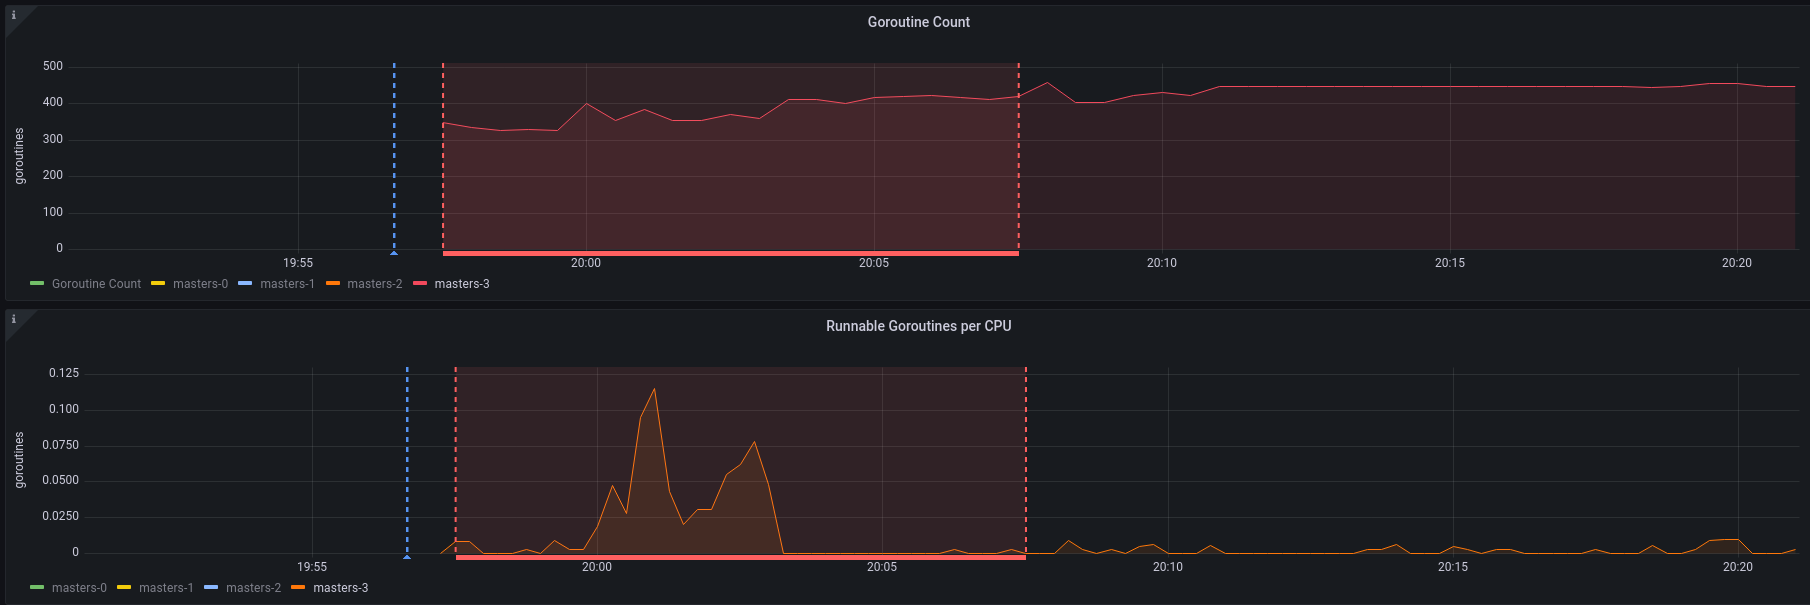 i
Goroutine Count
goroutines
500
400
300
200
100
0
19:55 20:00 20:05 20:10 20:15 20:20
Goroutine Count masters-0 masters-1 masters-2 masters-3
i
Runnable Goroutines per CPU
goroutines
0.125
0.100
0.0750
0.0500
0.0250
0
19:55 20:00 20:05 20:10 20:15 20:20
masters-0 masters-1 masters-2 masters-3